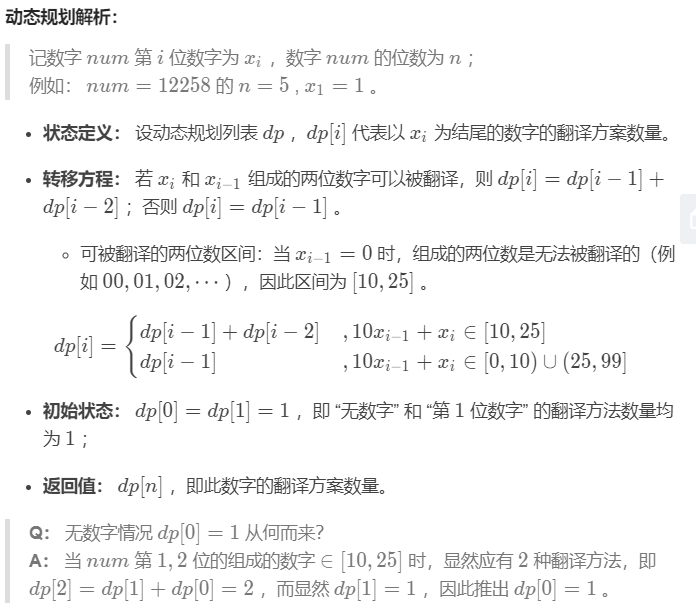 动态规划解析：
记数字 num 第 i 位数字为 x_i ，数字 num 的位数为 n ；
例如： num = 12258 的 n = 5 , x_1 = 1 。
• 状态定义： 设动态规划列表 dp ， dp[i] 代表以 x_i 为结尾的数字的翻译方案数量。
• 转移方程： 若 x_i 和 x_{i−1} 组成的两位数字可以被翻译，则 dp[i] = dp[i − 1] +
dp[i − 2] ；否则 dp[i] = dp[i − 1] 。
◦ 可被翻译的两位数区间：当 x_{i−1} = 0 时，组成的两位数是无法被翻译的（例
如 00, 01, 02, ⋯ ），因此区间为 [10, 25] 。
dp[i] = { dp[i − 1] + dp[i − 2] , 10x_{i−1} + x_i ∈ [10, 25]
dp[i − 1] , 10x_{i−1} + x_i ∈ [0, 10) ∪ (25, 99]
• 初始状态： dp[0] = dp[1] = 1 ，即 “无数字” 和 “第 1 位数字” 的翻译方法数量均
为 1 ；
• 返回值： dp[n] ，即此数字的翻译方案数量。
Q： 无数字情况 dp[0] = 1 从何而来？
A： 当 num 第 1, 2 位的组成的数字 ∈ [10, 25] 时，显然应有 2 种翻译方法，即
dp[2] = dp[1] + dp[0] = 2 ，而显然 dp[1] = 1 ，因此推出 dp[0] = 1 。